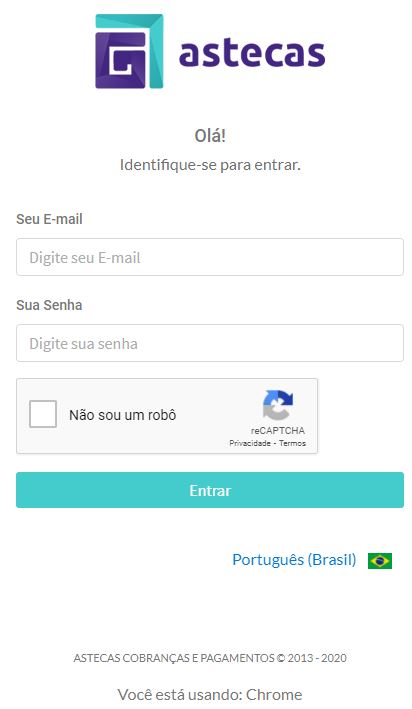 astecas
Olá!
Identifique-se para entrar.
Seu E-mail
Digite seu E-mail
Sua Senha
Digite sua senha
Não sou um robô
reCAPTCHA
Privacidade - Termos
Entrar
Português (Brasil)
ASTECAS COBRANÇAS E PAGAMENTOS © 2013 - 2020
Você está usando: Chrome